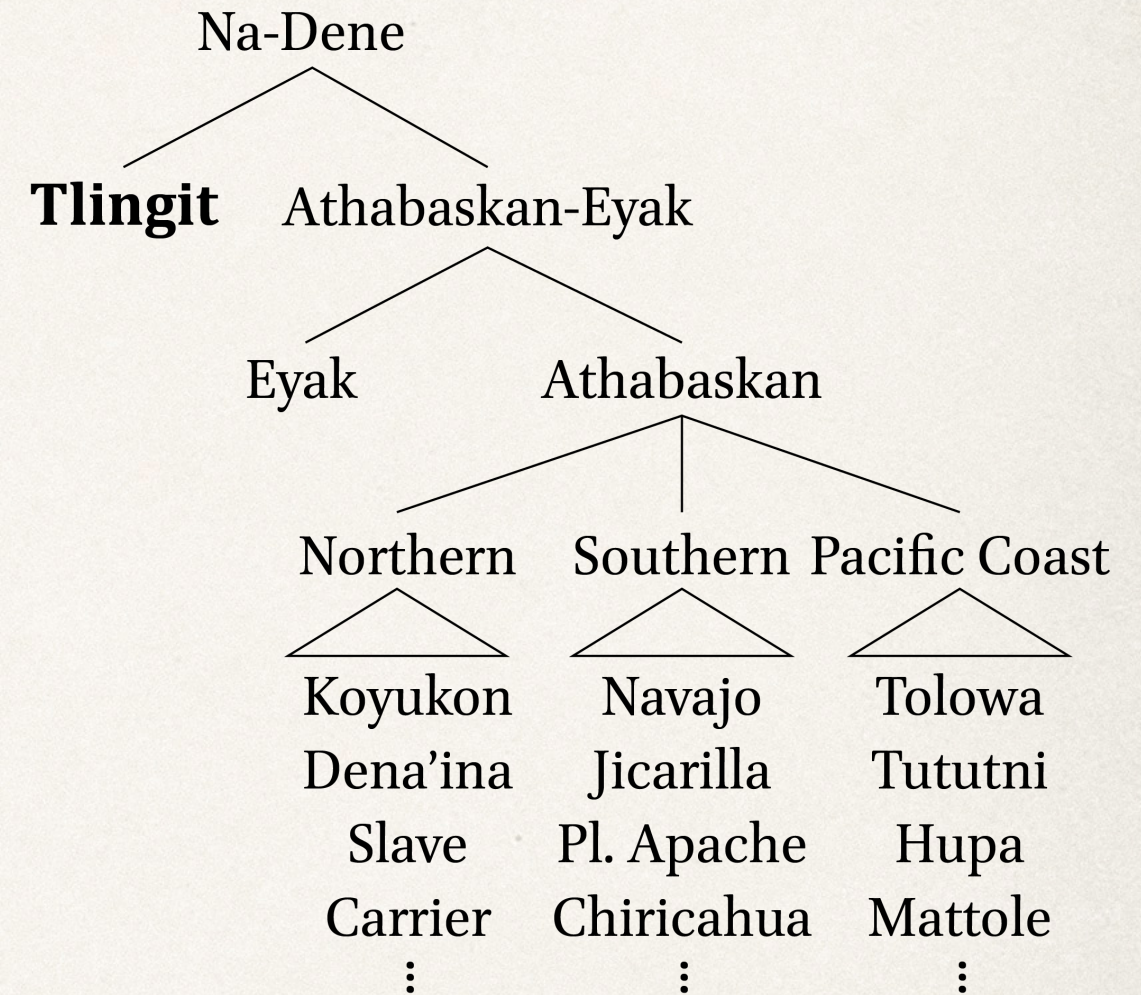 Na-Dene
Tlingit Athabaskan-Eyak
Eyak Athabaskan
Northern Southern Pacific Coast
Koyukon Navajo Tolowa
Dena’ina Jicarilla Tututni
Slave Pl. Apache Hupa
Carrier Chiricahua Mattole
⋮ ⋮ ⋮